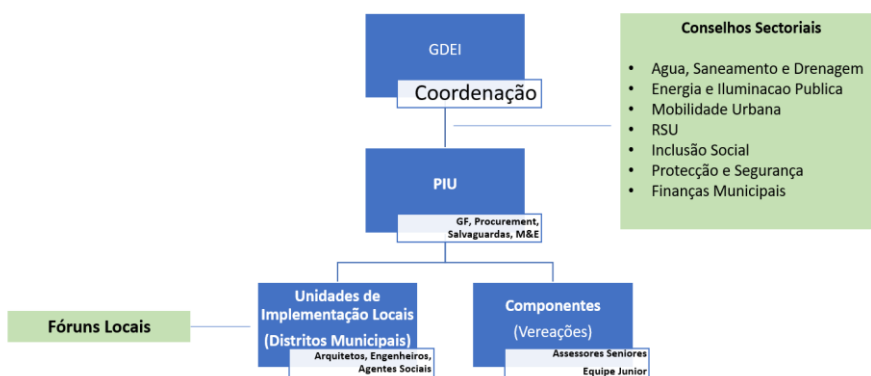 GDEI
Coordenação
Conselhos Sectoriais
• Agua, Saneamento e Drenagem
• Energia e Iluminacao Publica
• Mobilidade Urbana
• RSU
• Inclusão Social
• Protecção e Segurança
• Finanças Municipais
PIU
GF, Procurement,
Salvaguardas, M&E
Fóruns Locais
Unidades de
Implementação Locais
(Distritos Municipais)
Arquitetos, Engenheiros,
Agentes Sociais
Componentes
(Vereações)
Assessores Seniores
Equipe Junior